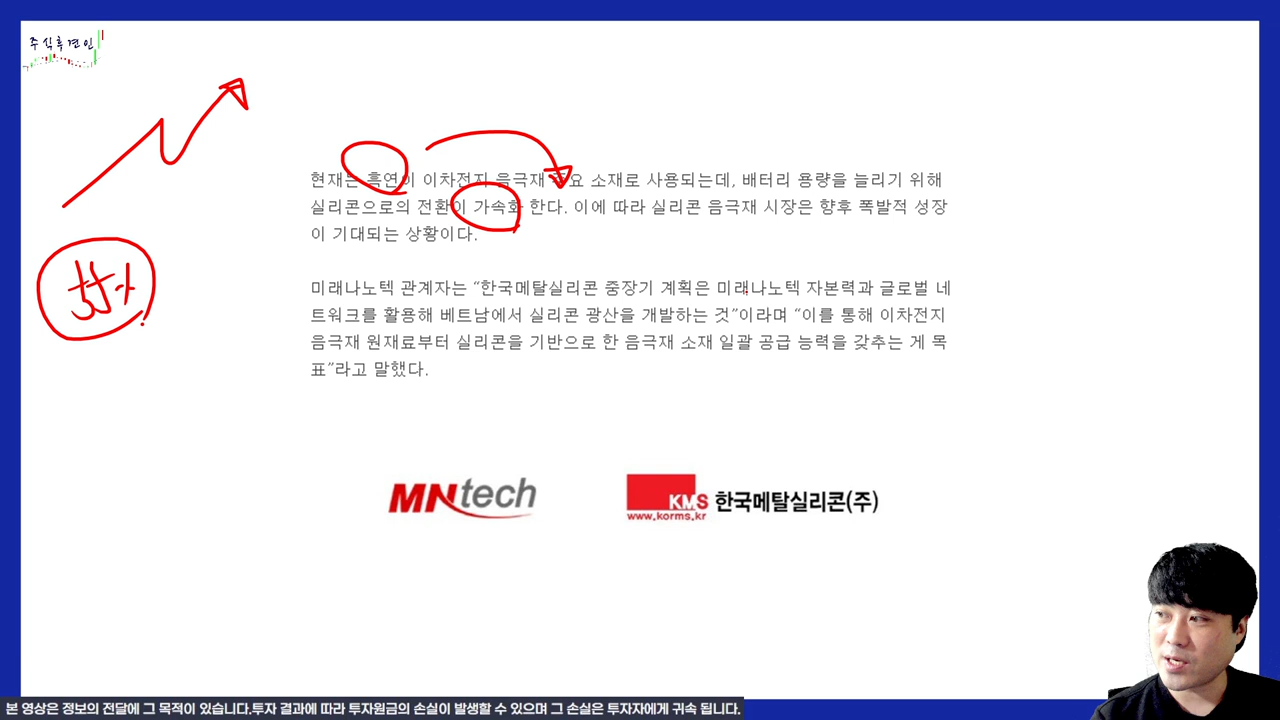 주식후견인
현재는 흑연이 이차전지 음극재 주요 소재로 사용되는데, 배터리 용량을 늘리기 위해
실리콘으로의 전환이 가속화 한다. 이에 따라 실리콘 음극재 시장은 향후 폭발적 성장
이 기대되는 상황이다.
미래나노텍 관계자는 “한국메탈실리콘 중장기 계획은 미래나노텍 자본력과 글로벌 네
트워크를 활용해 베트남에서 실리콘 광산을 개발하는 것”이라며 “이를 통해 이차전지
음극재 원재료부터 실리콘을 기반으로 한 음극재 소재 일괄 공급 능력을 갖추는 게 목
표”라고 말했다.
MNtech
KMS 한국메탈실리콘(주)
www.korms.kr
본 영상은 정보의 전달에 그 목적이 있습니다.투자 결과에 따라 투자원금의 손실이 발생할 수 있으며 그 손실은 투자자에게 귀속 됩니다.